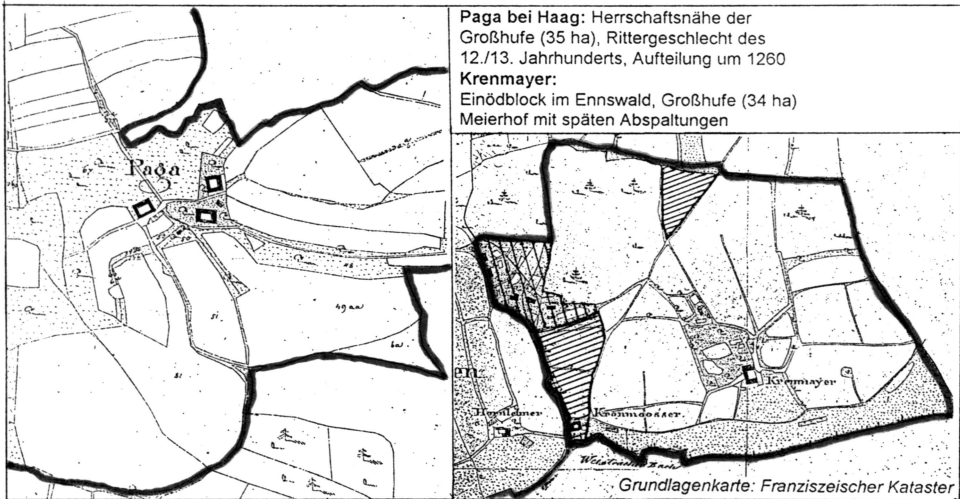 Paga bei Haag: Herrschaftsnähe der
Großhufe (35 ha), Rittergeschlecht des
12./13. Jahrhunderts, Aufteilung um 1260
Krenmayer:
Einödblock im Ennswald, Großhufe (34 ha)
Meierhof mit späten Abspaltungen
Paga
Krenmayer
Kronmooser
Grundlagenkarte: Franziszeischer Kataster